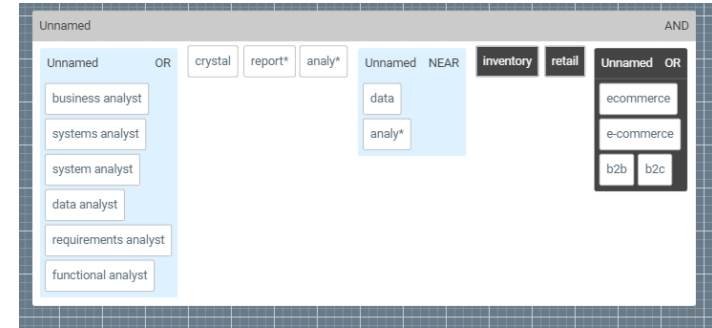 Unnamed AND
Unnamed OR
business analyst
systems analyst
system analyst
data analyst
requirements analyst
functional analyst
crystal report* analy*
Unnamed NEAR
data
analy*
inventory retail
Unnamed OR
ecommerce
e-commerce
b2b b2c